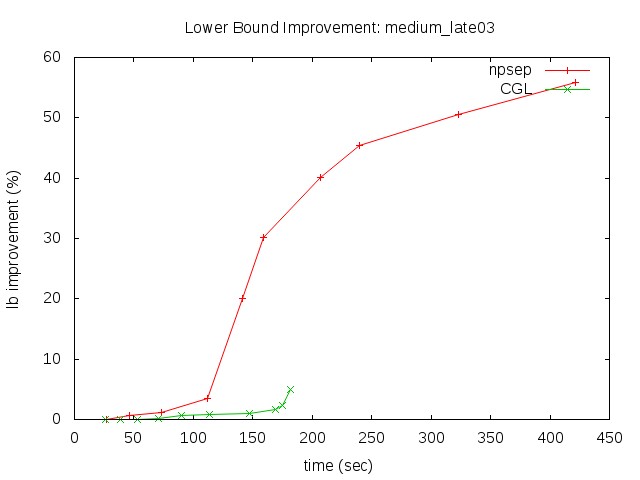 Lower Bound Improvement: medium_late03
60
50
40
30
20
10
0
lb improvement (%)
npsep
CGL
0 50 100 150 200 250 300 350 400 450
time (sec)